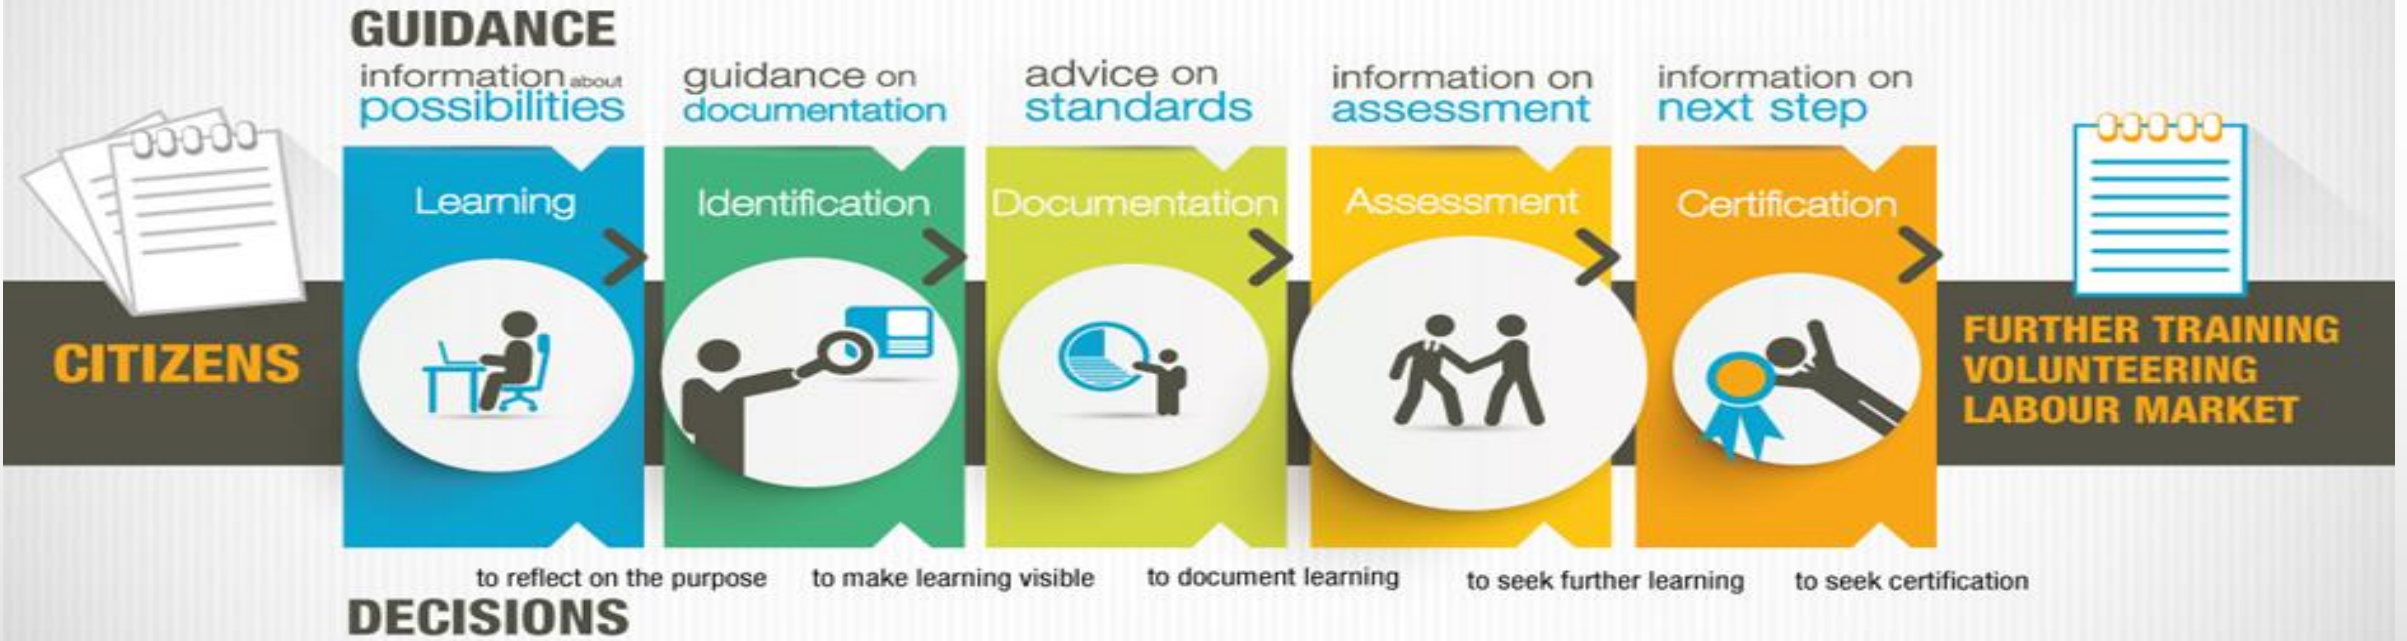 GUIDANCE
information about
possibilities
guidance on
documentation
advice on
standards
information on
assessment
information on
next step
Learning
Identification
Documentation
Assessment
Certification
CITIZENS
FURTHER TRAINING
VOLUNTEERING
LABOUR MARKET
to reflect on the purpose
to make learning visible
to document learning
to seek further learning
to seek certification
DECISIONS